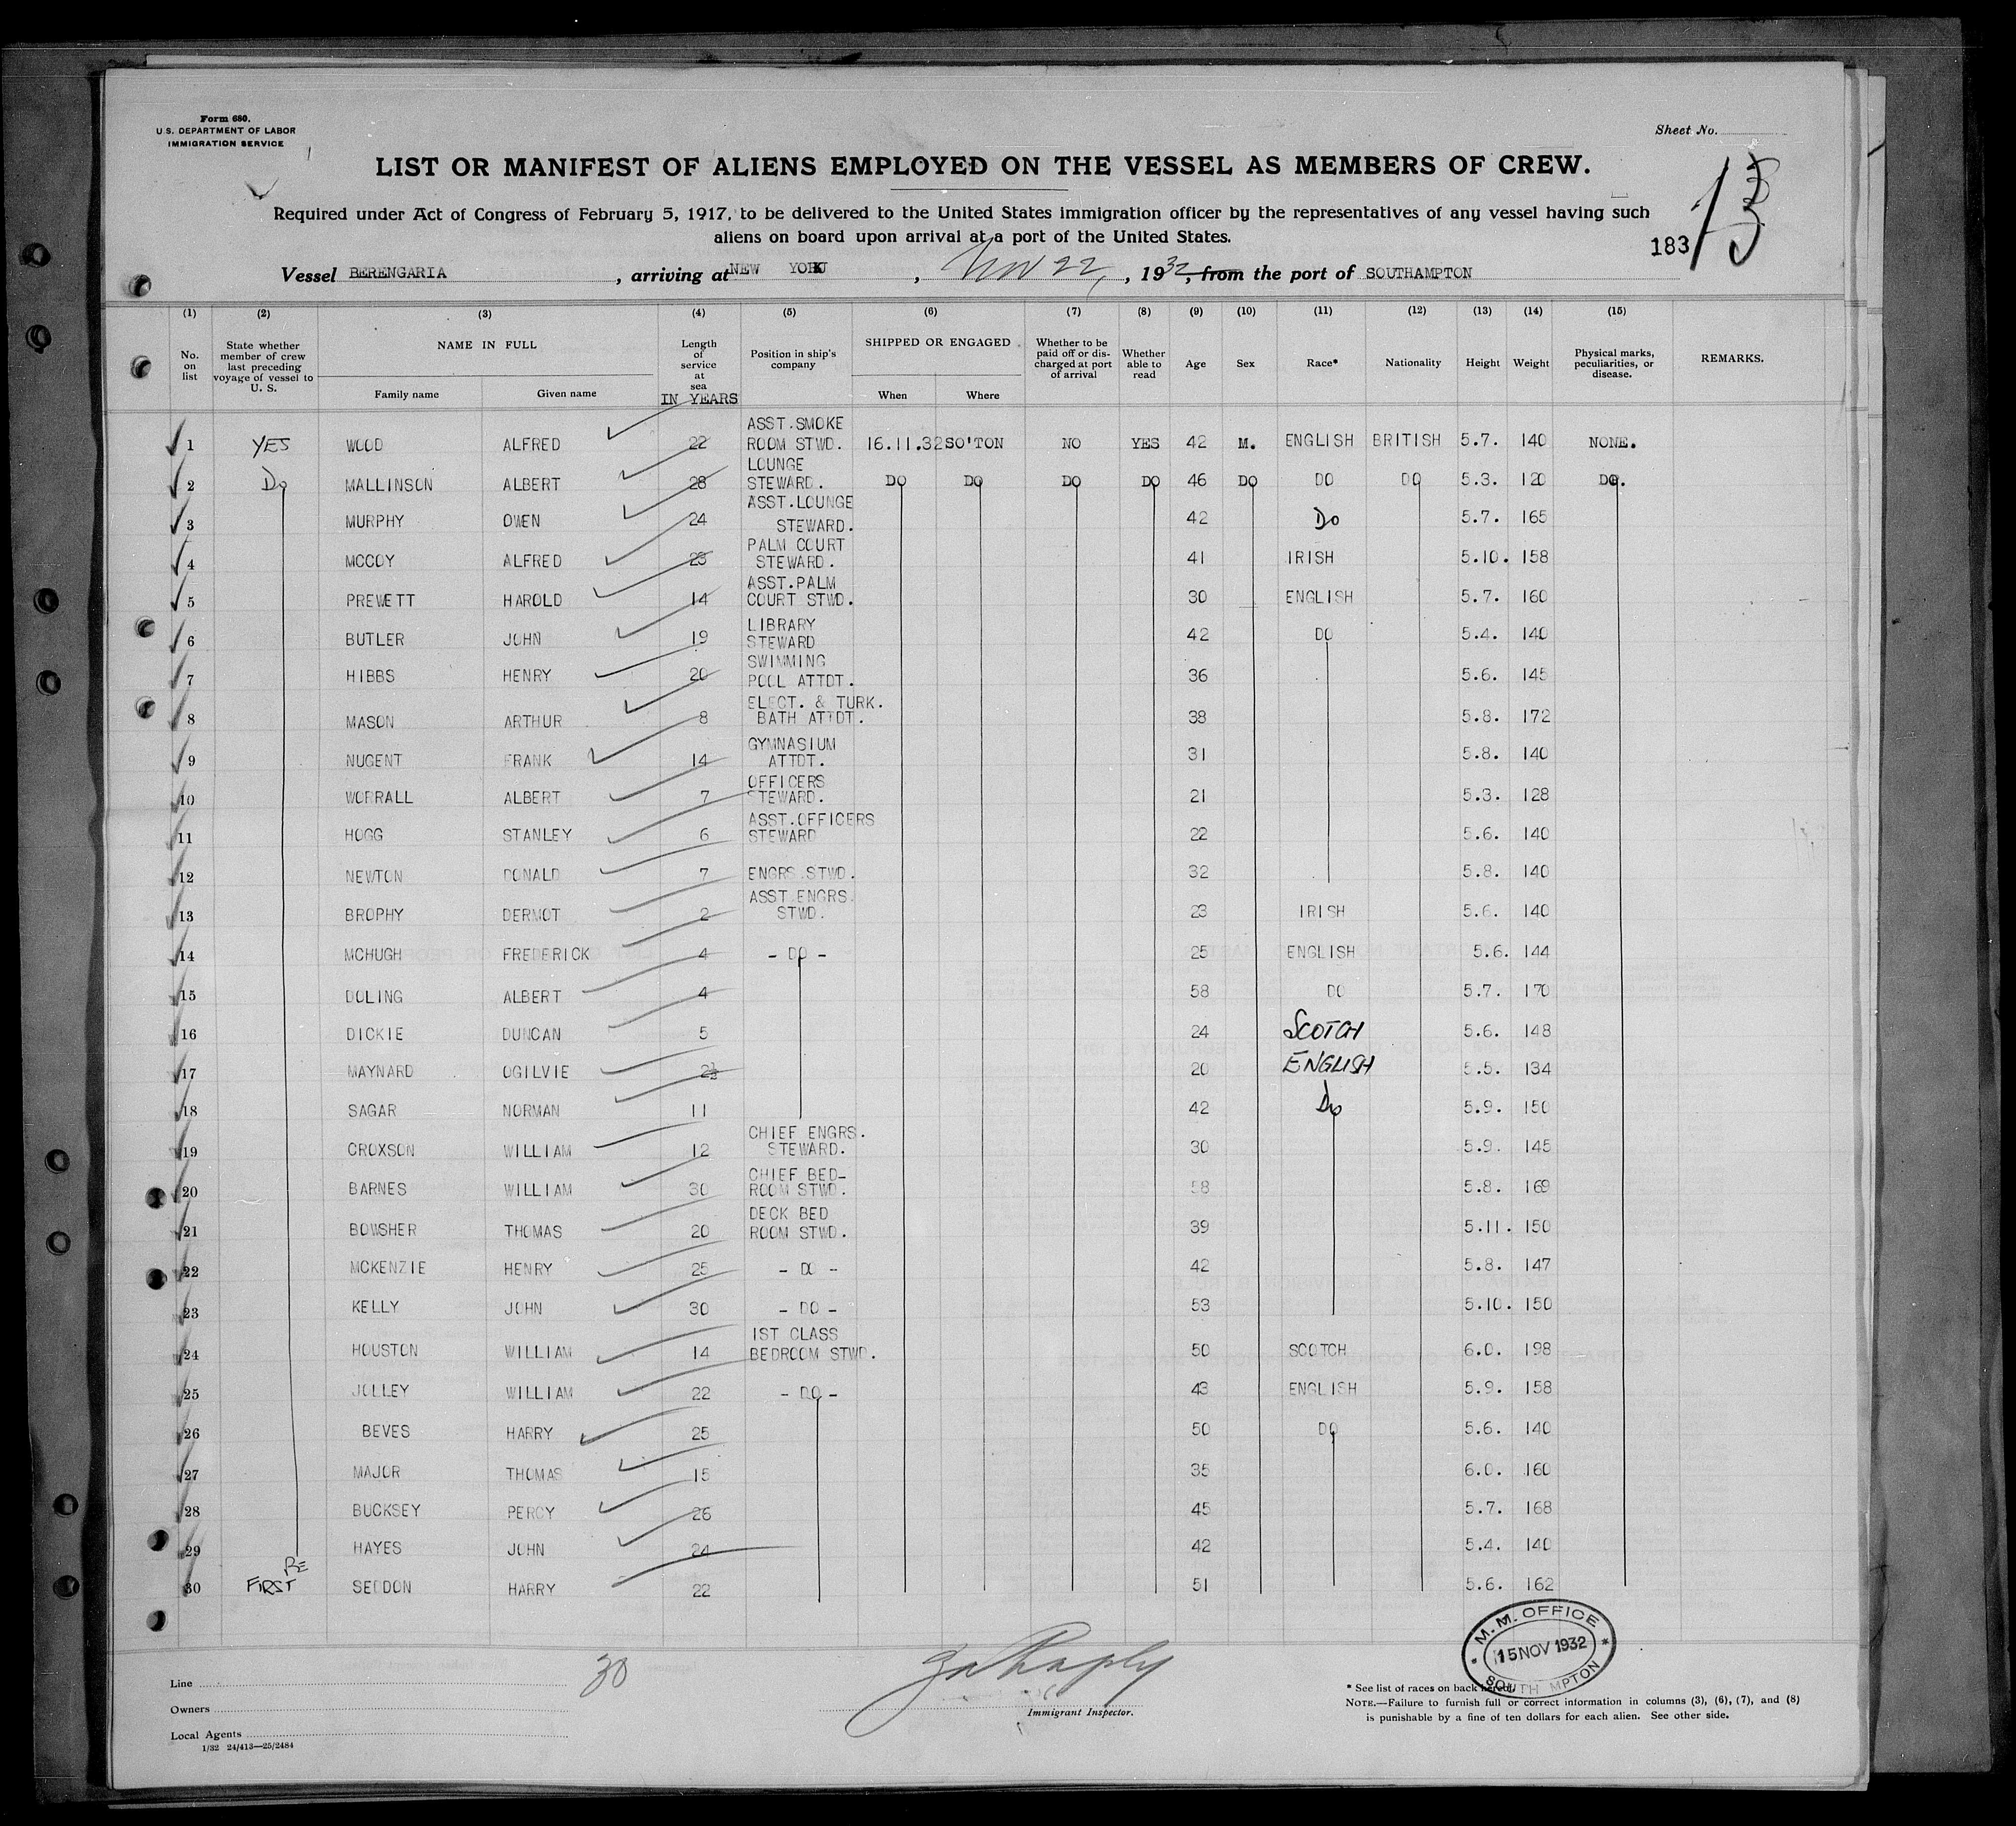 Form 680.
U.S. DEPARTMENT OF LABOR
IMMIGRATION SERVICE
Sheet No.
LIST OR MANIFEST OF ALIENS EMPLOYED ON THE VESSEL AS MEMBERS OF CREW.
Required under Act of Congress of February 5, 1917, to be delivered to the United States immigration officer by the representatives of any vessel having such
aliens on board upon arrival at a port of the United States.
183 13
Vessel BERENGARIA, arriving at NEW YORK, Nov 22, 1932, from the port of SOUTHAMPTON
(1) (2) (3) (4) (5) (6) (7) (8) (9) (10) (11) (12) (13) (14) (15)
No. on list State whether member of crew last preceding voyage of vessel to U. S. NAME IN FULL Family name Given name Length of service at sea IN YEARS Position in ship's company SHIPPED OR ENGAGED When Where Whether to be paid off or discharged at port of arrival Whether able to read Age Sex Race* Nationality Height Weight Physical marks, peculiarities, or disease. REMARKS.
1 YES WOOD ALFRED 22 ASST.SMOKE ROOM STWD. 16.11.32 SO'TON NO YES 42 M. ENGLISH BRITISH 5.7. 140 NONE.
2 Do MALLINSON ALBERT 28 LOUNGE STEWARD. DO DO DO DO 46 DO DO DO 5.3. 120 DO.
3 MURPHY OWEN 24 ASST.LOUNGE STEWARD. 42 Do 5.7. 165
4 MCCOY ALFRED 23 PALM COURT STEWARD. 41 IRISH 5.10. 158
5 PREWETT HAROLD 14 ASST.PALM COURT STWD. 30 ENGLISH 5.7. 160
6 BUTLER JOHN 19 LIBRARY STEWARD 42 DO 5.4. 140
7 HIBBS HENRY 20 SWIMMING POOL ATTDT. 36 5.6. 145
8 MASON ARTHUR 8 ELECT. & TURK. BATH ATTDT. 38 5.8. 172
9 NUGENT FRANK 14 GYMNASIUM ATTDT. 31 5.8. 140
10 WORRALL ALBERT 7 OFFICERS STEWARD. 21 5.3. 128
11 HOGG STANLEY 6 ASST.OFFICERS STEWARD 22 5.6. 140
12 NEWTON DONALD 7 ENGRS.STWD. 32 5.8. 140
13 BROPHY DERMOT 2 ASST.ENGRS. STWD. 23 IRISH 5.6. 140
14 MCHUGH FREDERICK 4 - DO - 25 ENGLISH 5.6. 144
15 DOLING ALBERT 4 58 DO 5.7. 170
16 DICKIE DUNCAN 5 24 SCOTCH 5.6. 148
17 MAYNARD OGILVIE 2½ 20 ENGLISH 5.5. 134
18 SAGAR NORMAN 11 42 Do 5.9. 150
19 CROXSON WILLIAM 12 CHIEF ENGRS. STEWARD. 30 5.9. 145
20 BARNES WILLIAM 30 CHIEF BED-ROOM STWD. 58 5.8. 169
21 BOWSHER THOMAS 20 DECK BED ROOM STWD. 39 5.11. 150
22 MCKENZIE HENRY 25 - DO - 42 5.8. 147
23 KELLY JOHN 30 - DO - 53 5.10. 150
24 HOUSTON WILLIAM 14 1ST CLASS BEDROOM STWD. 50 SCOTCH 6.0. 198
25 JOLLEY WILLIAM 22 - DO - 43 ENGLISH 5.9. 158
26 BEVES HARRY 25 50 DO 5.6. 140
27 MAJOR THOMAS 15 35 6.0. 160
28 BUCKSEY PERCY 26 45 5.7. 168
29 HAYES JOHN 24 42 5.4. 140
30 FIRST RE SEDDON HARRY 22 51 5.6. 162
M. M. OFFICE
15 NOV 1932
SOUTHAMPTON
30
Line
Owners
Local Agents
1/32 24/413—25/2484
Immigrant Inspector.
* See list of races on back hereof.
NOTE.—Failure to furnish full or correct information in columns (3), (6), (7), and (8)
is punishable by a fine of ten dollars for each alien. See other side.